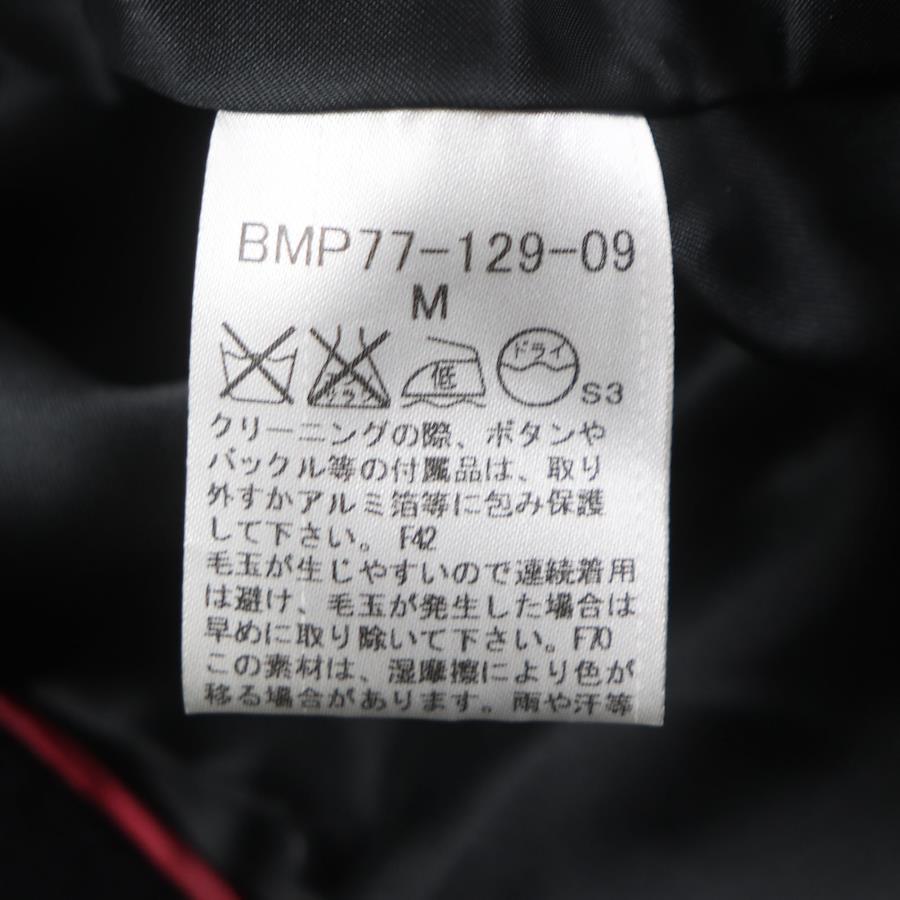 BMP77-129-09
M
低 ドライ S3
クリーニングの際、ボタンや
バックル等の付属品は、取り
外すかアルミ箔等に包み保護
して下さい。 F42
毛玉が生じやすいので連続着用
は避け、毛玉が発生した場合は
早めに取り除いて下さい。F70
この素材は、湿摩擦により色が
移る場合があります。雨や汗等